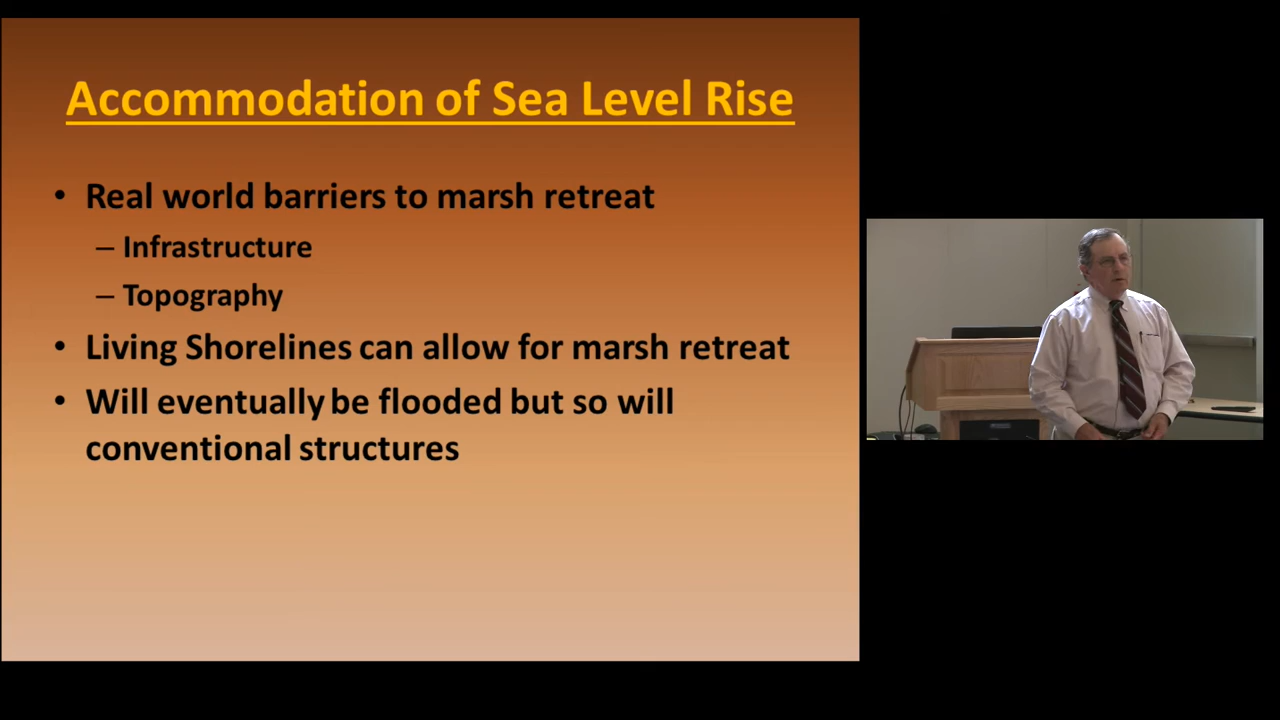 Accommodation of Sea Level Rise
• Real world barriers to marsh retreat
– Infrastructure
– Topography
• Living Shorelines can allow for marsh retreat
• Will eventually be flooded but so will
conventional structures